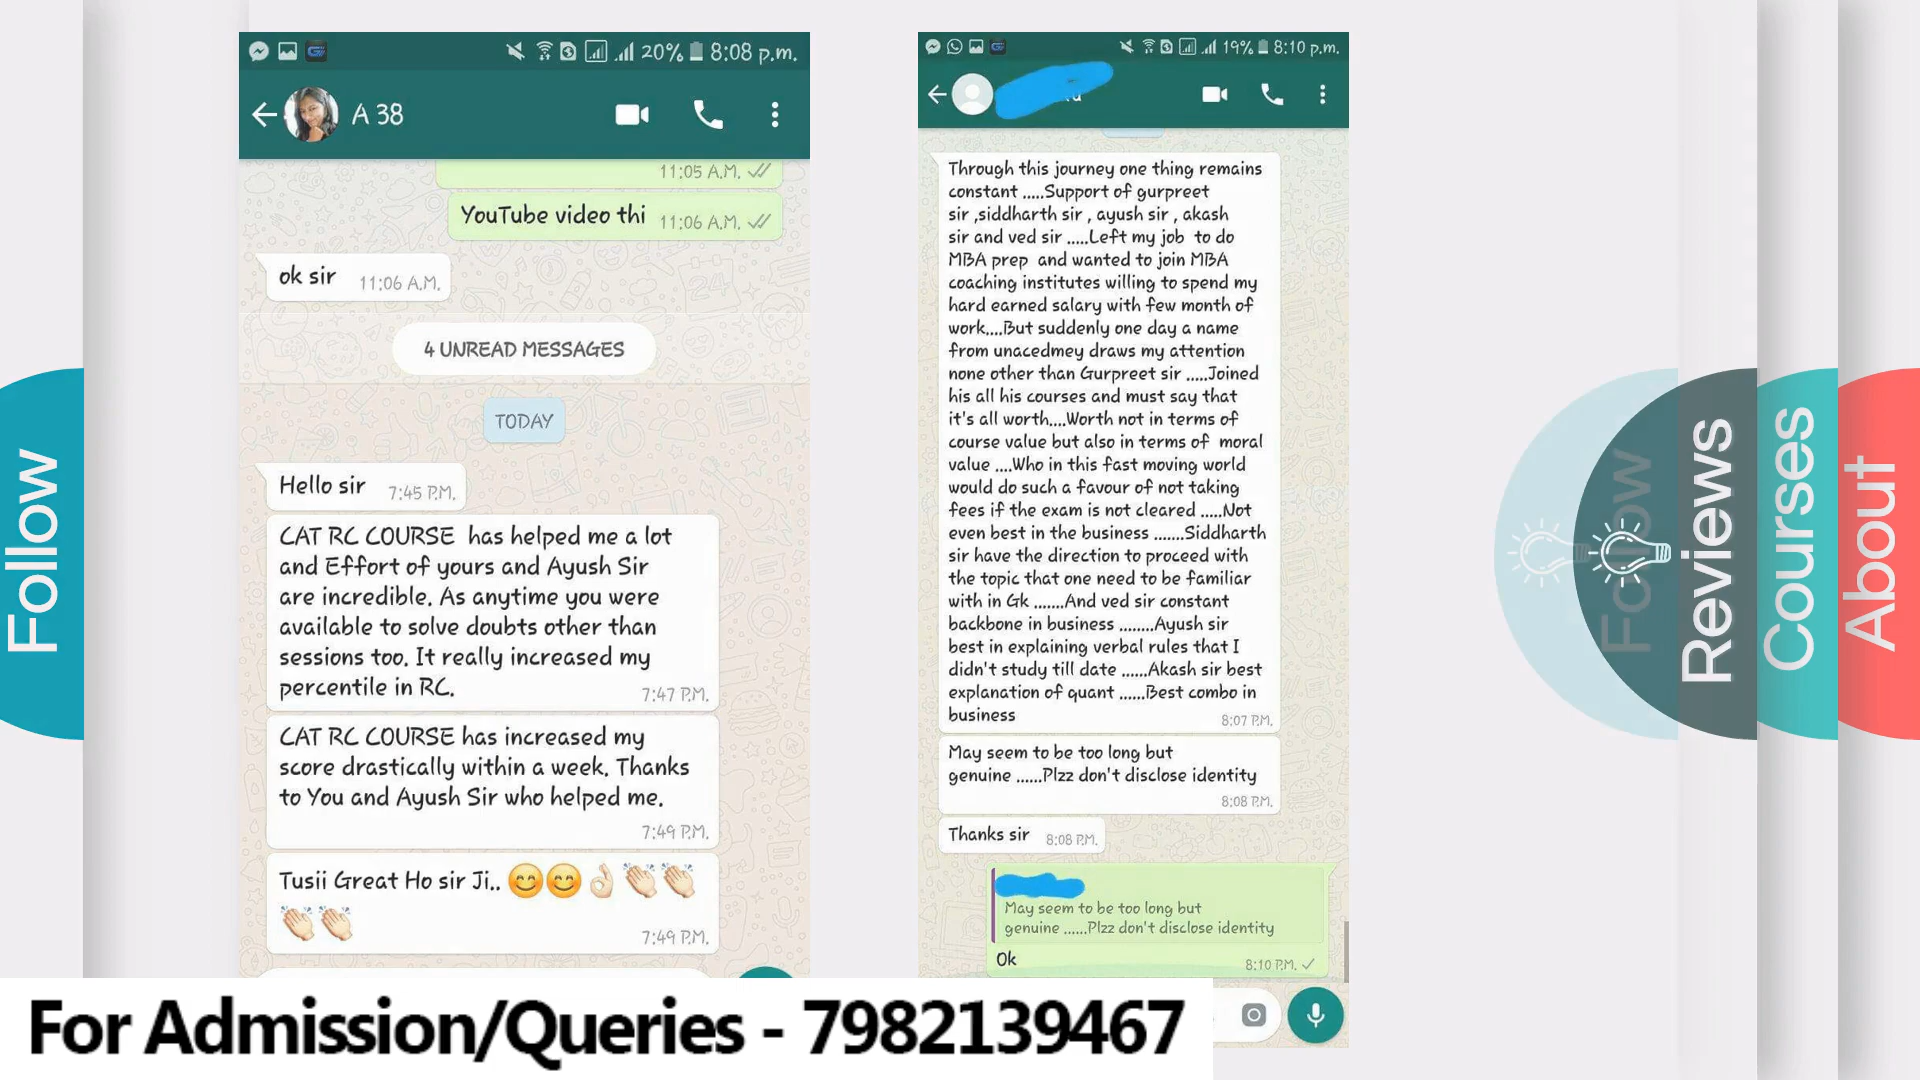 Follow
20% 8:08 p.m.
A 38
11:05 A.M.
YouTube video thi 11:06 A.M.
ok sir 11:06 A.M.
4 UNREAD MESSAGES
TODAY
Hello sir 7:45 P.M.
CAT RC COURSE has helped me a lot
and Effort of yours and Ayush Sir
are incredible. As anytime you were
available to solve doubts other than
sessions too. It really increased my
percentile in RC.
7:47 P.M.
CAT RC COURSE has increased my
score drastically within a week. Thanks
to You and Ayush Sir who helped me.
7:49 P.M.
Tusii Great Ho sir Ji.. 😊😊👌👏👏
👏👏
7:49 P.M.
19% 8:10 p.m.
Through this journey one thing remains
constant .....Support of gurpreet
sir ,siddharth sir , ayush sir , akash
sir and ved sir .....Left my job to do
MBA prep and wanted to join MBA
coaching institutes willing to spend my
hard earned salary with few month of
work....But suddenly one day a name
from unacedmey draws my attention
none other than Gurpreet sir .....Joined
his all his courses and must say that
it's all worth....Worth not in terms of
course value but also in terms of moral
value ....Who in this fast moving world
would do such a favour of not taking
fees if the exam is not cleared .....Not
even best in the business .......Siddharth
sir have the direction to proceed with
the topic that one need to be familiar
with in Gk .......And ved sir constant
backbone in business ........Ayush sir
best in explaining verbal rules that I
didn't study till date ......Akash sir best
explanation of quant ......Best combo in
business
8:07 P.M.
May seem to be too long but
genuine ......Plzz don't disclose identity
8:08 P.M.
Thanks sir 8:08 P.M.
May seem to be too long but
genuine ......Plzz don't disclose identity
Ok
8:10 P.M.
Follow
Reviews
Courses
About
For Admission/Queries - 7982139467